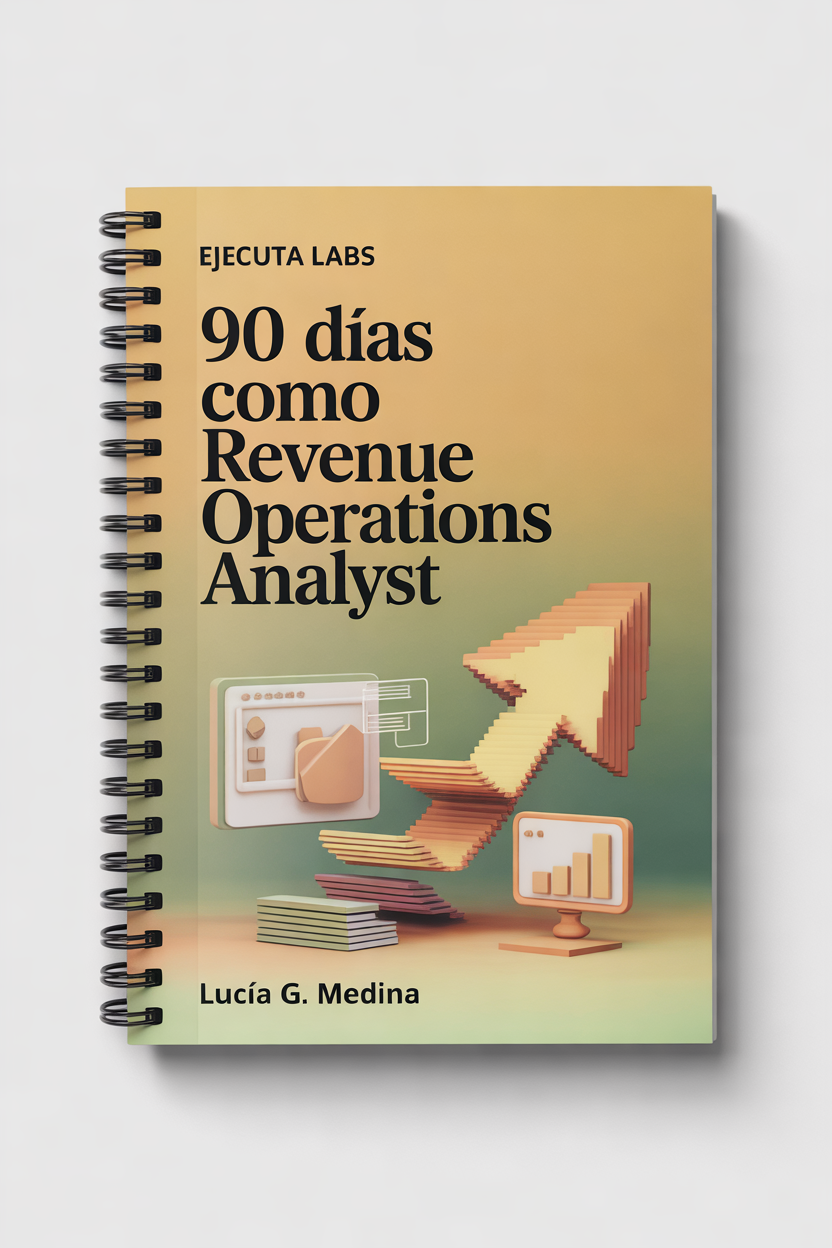 EJECUTA LABS
90 días
como
Revenue
Operations
Analyst
Lucía G. Medina